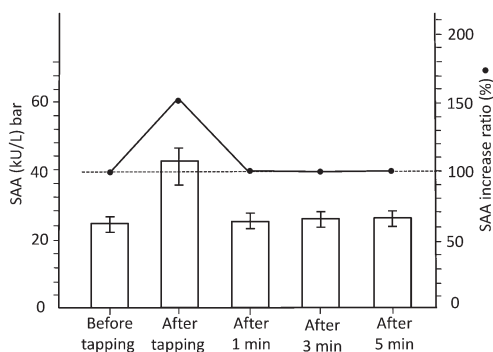 SAA (kU/L) bar
60
40
20
0
200
150
100
50
0
SAA increase ratio (%) ●
Before
tapping
After
tapping
After
1 min
After
3 min
After
5 min